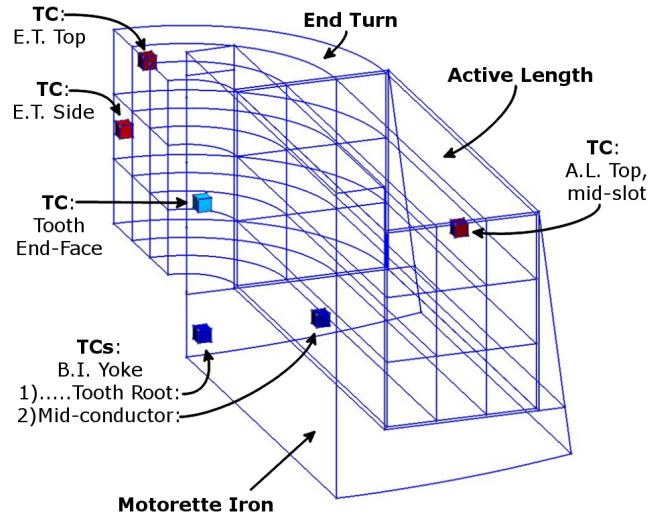 TC:
E.T. Top
End Turn
TC:
E.T. Side
Active Length
TC:
A.L. Top,
mid-slot
TC:
Tooth
End-Face
TCs:
B.I. Yoke
1).....Tooth Root:
2)Mid-conductor:
Motorette Iron